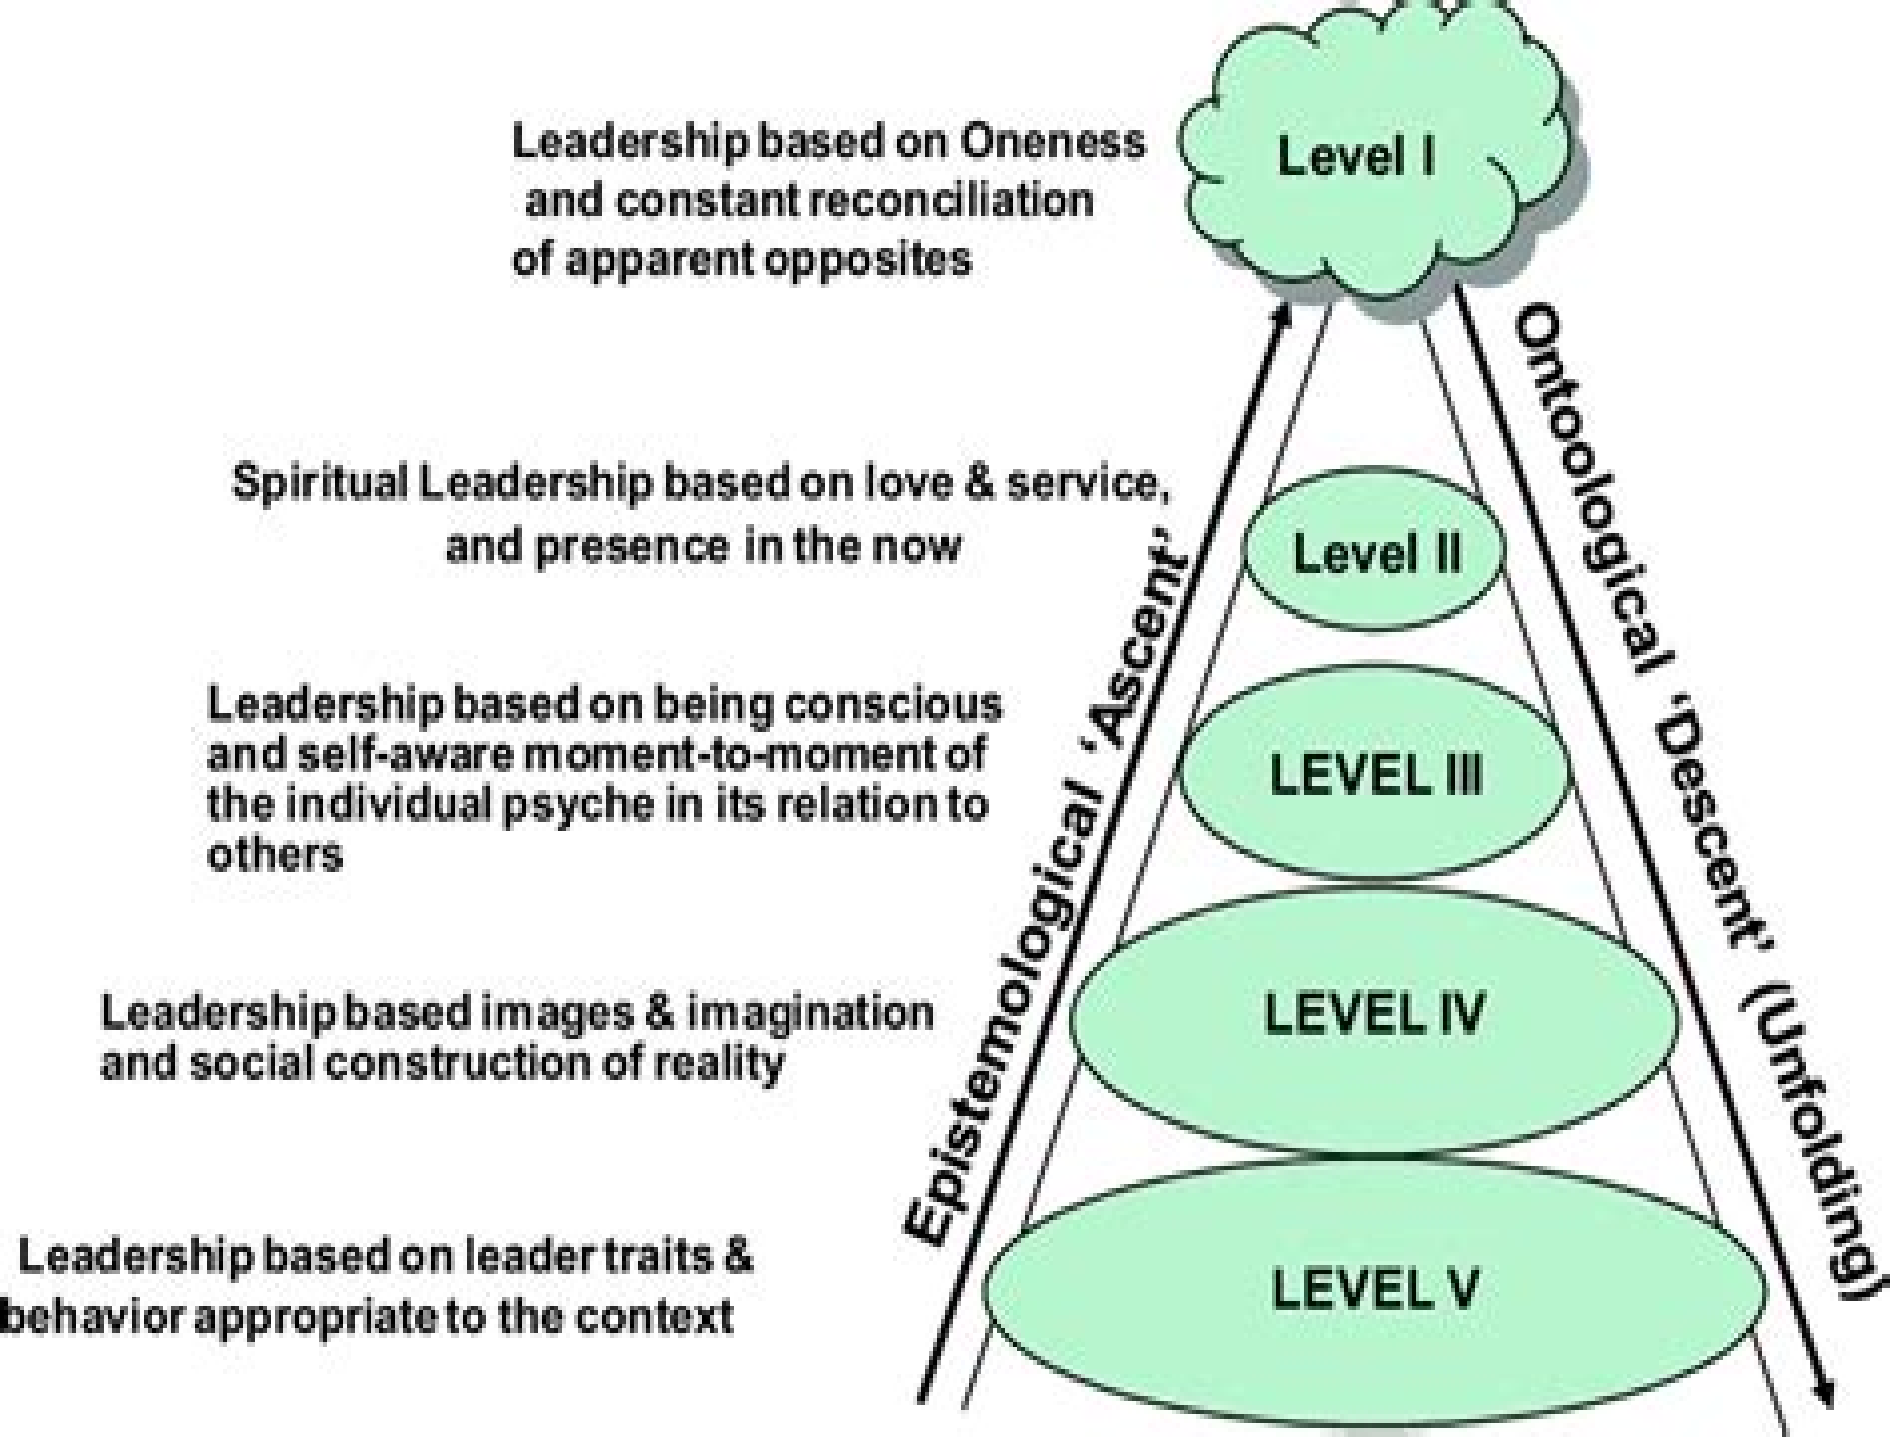 Leadership based on Oneness
and constant reconciliation
of apparent opposites
Level I
Spiritual Leadership based on love & service,
and presence in the now
Level II
Leadership based on being conscious
and self-aware moment-to-moment of
the individual psyche in its relation to
others
LEVEL III
Leadership based images & imagination
and social construction of reality
LEVEL IV
Leadership based on leader traits &
behavior appropriate to the context
LEVEL V
Epistemological ‘Ascent’
Ontoological ‘Descent’ (Unfolding)